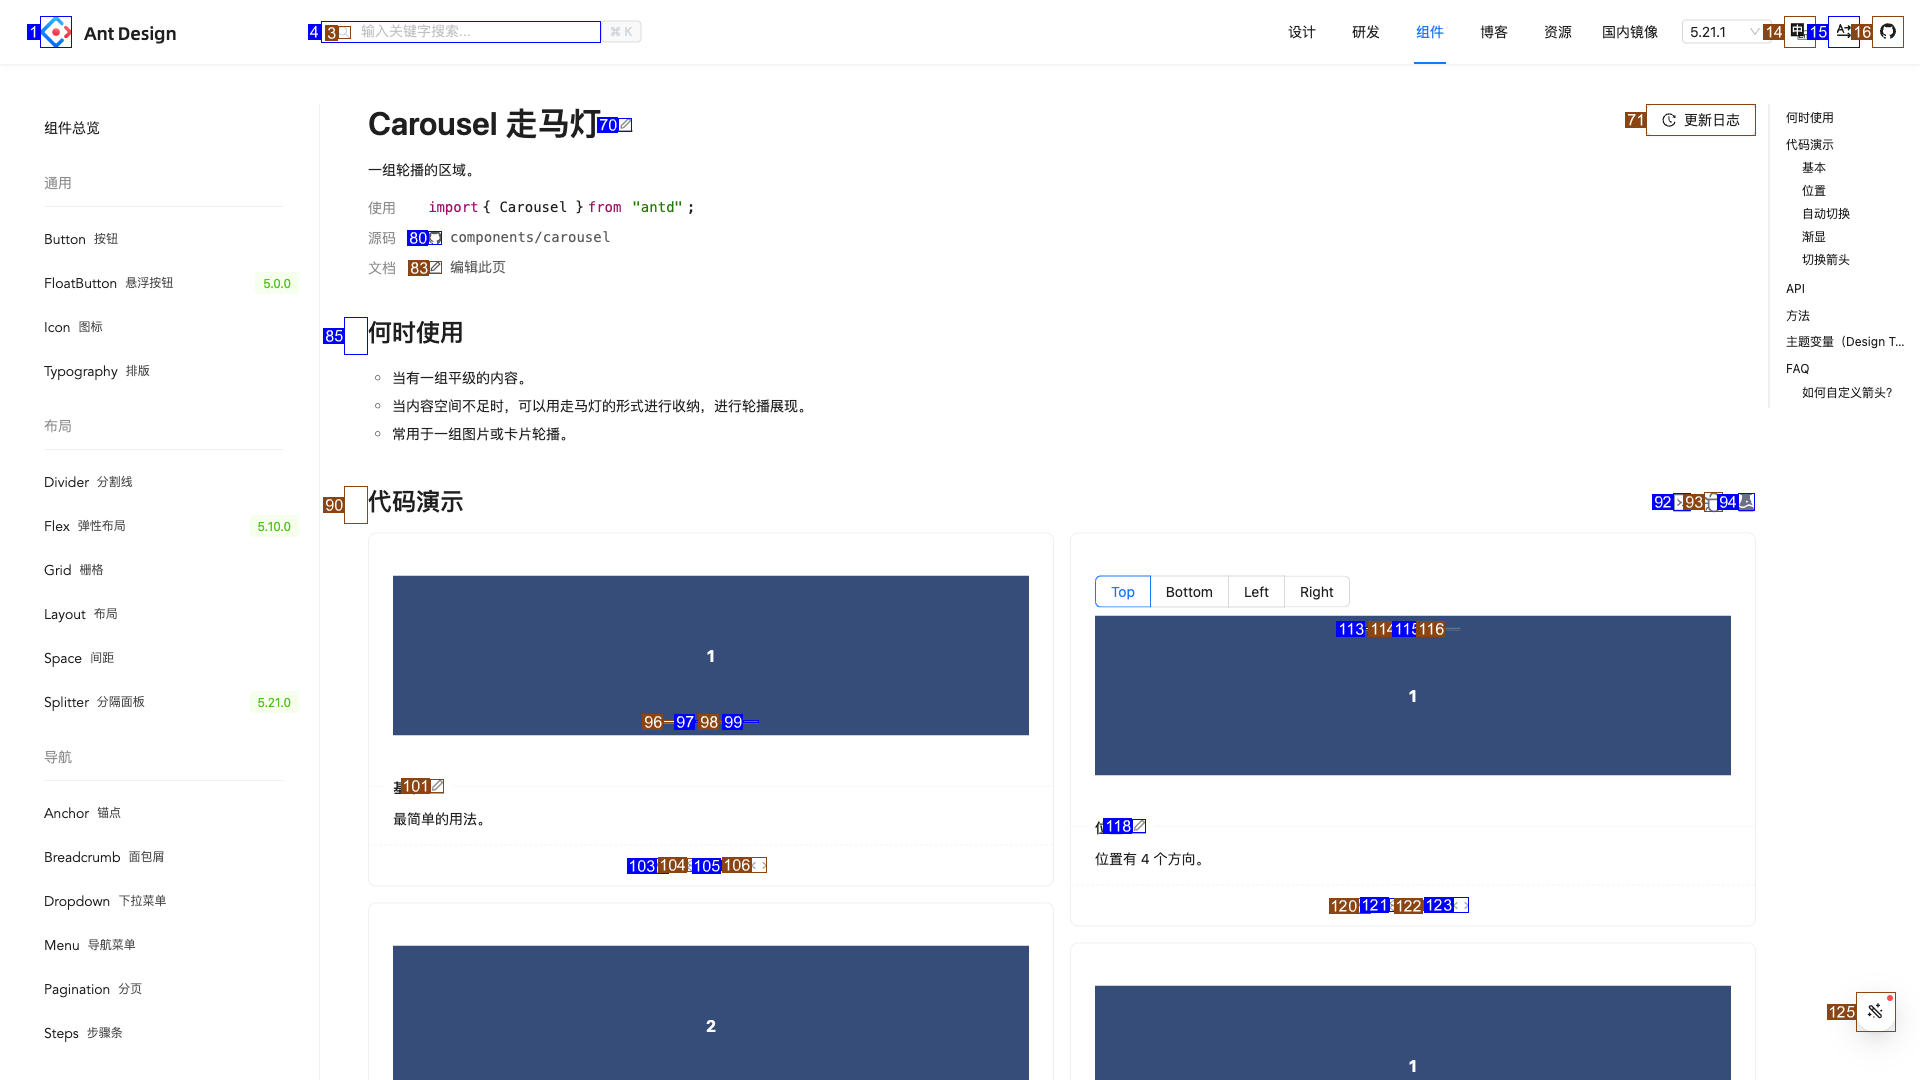 1
Ant Design
4
3
输入关键字搜索...
⌘ K
设计
研发
组件
博客
资源
国内镜像
5.21.1
14
中
15
16
组件总览
通用
Button 按钮
FloatButton 悬浮按钮 5.0.0
Icon 图标
Typography 排版
布局
Divider 分割线
Flex 弹性布局 5.10.0
Grid 栅格
Layout 布局
Space 间距
Splitter 分隔面板 5.21.0
导航
Anchor 锚点
Breadcrumb 面包屑
Dropdown 下拉菜单
Menu 导航菜单
Pagination 分页
Steps 步骤条
Carousel 走马灯
70
71
更新日志
一组轮播的区域。
使用 import { Carousel } from "antd";
源码 80 components/carousel
文档 83 编辑此页
85
何时使用
当有一组平级的内容。
当内容空间不足时，可以用走马灯的形式进行收纳，进行轮播展现。
常用于一组图片或卡片轮播。
90
代码演示
92
93
94
1
96
97
98
99
101
最简单的用法。
103
104
105
106
2
Top
Bottom
Left
Right
113
114
115
116
1
118
位置有 4 个方向。
120
121
122
123
1
何时使用
代码演示
基本
位置
自动切换
渐显
切换箭头
API
方法
主题变量（Design T...
FAQ
如何自定义箭头？
125